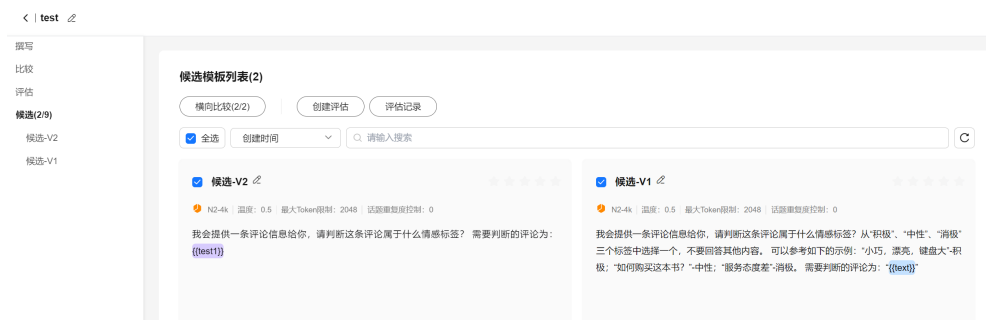 test
撰写
比较
评估
候选(2/9)
候选-V2
候选-V1
候选模板列表(2)
横向比较(2/2)
创建评估
评估记录
全选
创建时间
请输入搜索
候选-V2
N2-4k 温度：0.5 最大Token限制：2048 话题重复度控制：0
我会提供一条评论信息给你，请判断这条评论属于什么情感标签？ 需要判断的评论为：
{{test1}}
候选-V1
N2-4k 温度：0.5 最大Token限制：2048 话题重复度控制：0
我会提供一条评论信息给你，请判断这条评论属于什么情感标签？从“积极”、“中性”、“消极”
三个标签中选择一个，不要回答其他内容。 可以参考如下的示例：“小巧，漂亮，键盘大”-积
极；“如何购买这本书？”-中性；“服务态度差”-消极。 需要判断的评论为：“{{text}}”